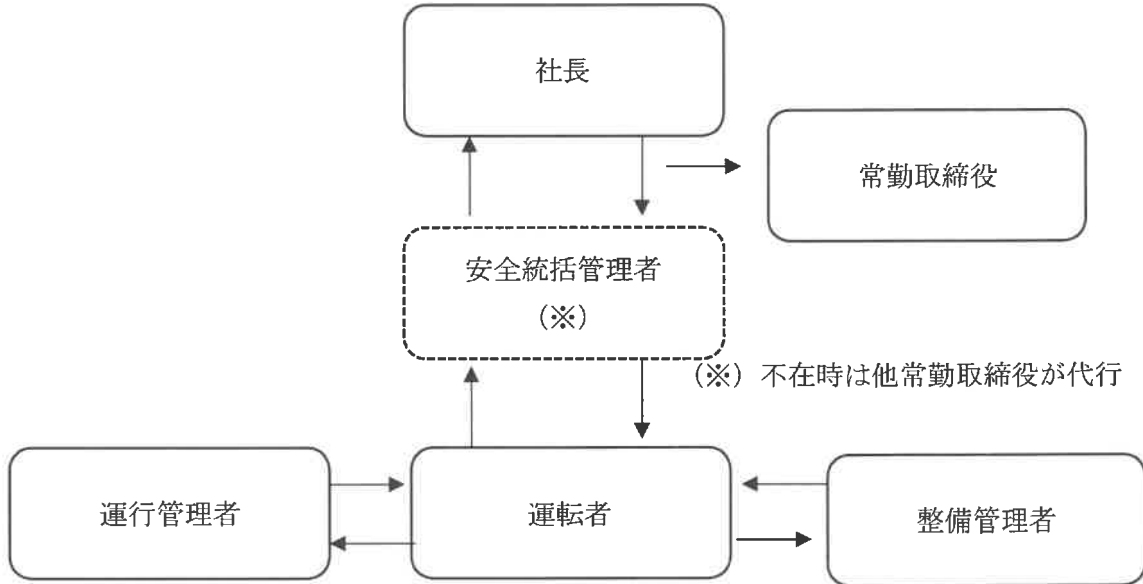 社長
常勤取締役
安全統括管理者
（※）
（※）不在時は他常勤取締役が代行
運行管理者
運転者
整備管理者